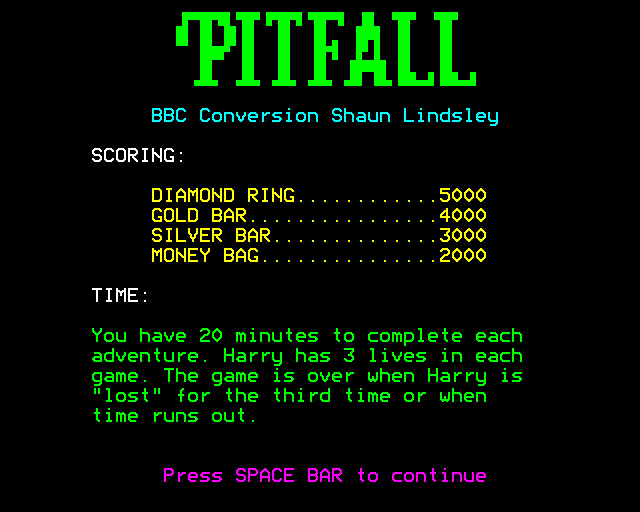 PITFALL
BBC Conversion Shaun Lindsley
SCORING:
DIAMOND RING............5000
GOLD BAR................4000
SILVER BAR..............3000
MONEY BAG...............2000
TIME:
You have 20 minutes to complete each
adventure. Harry has 3 lives in each
game. The game is over when Harry is
"lost" for the third time or when
time runs out.
Press SPACE BAR to continue